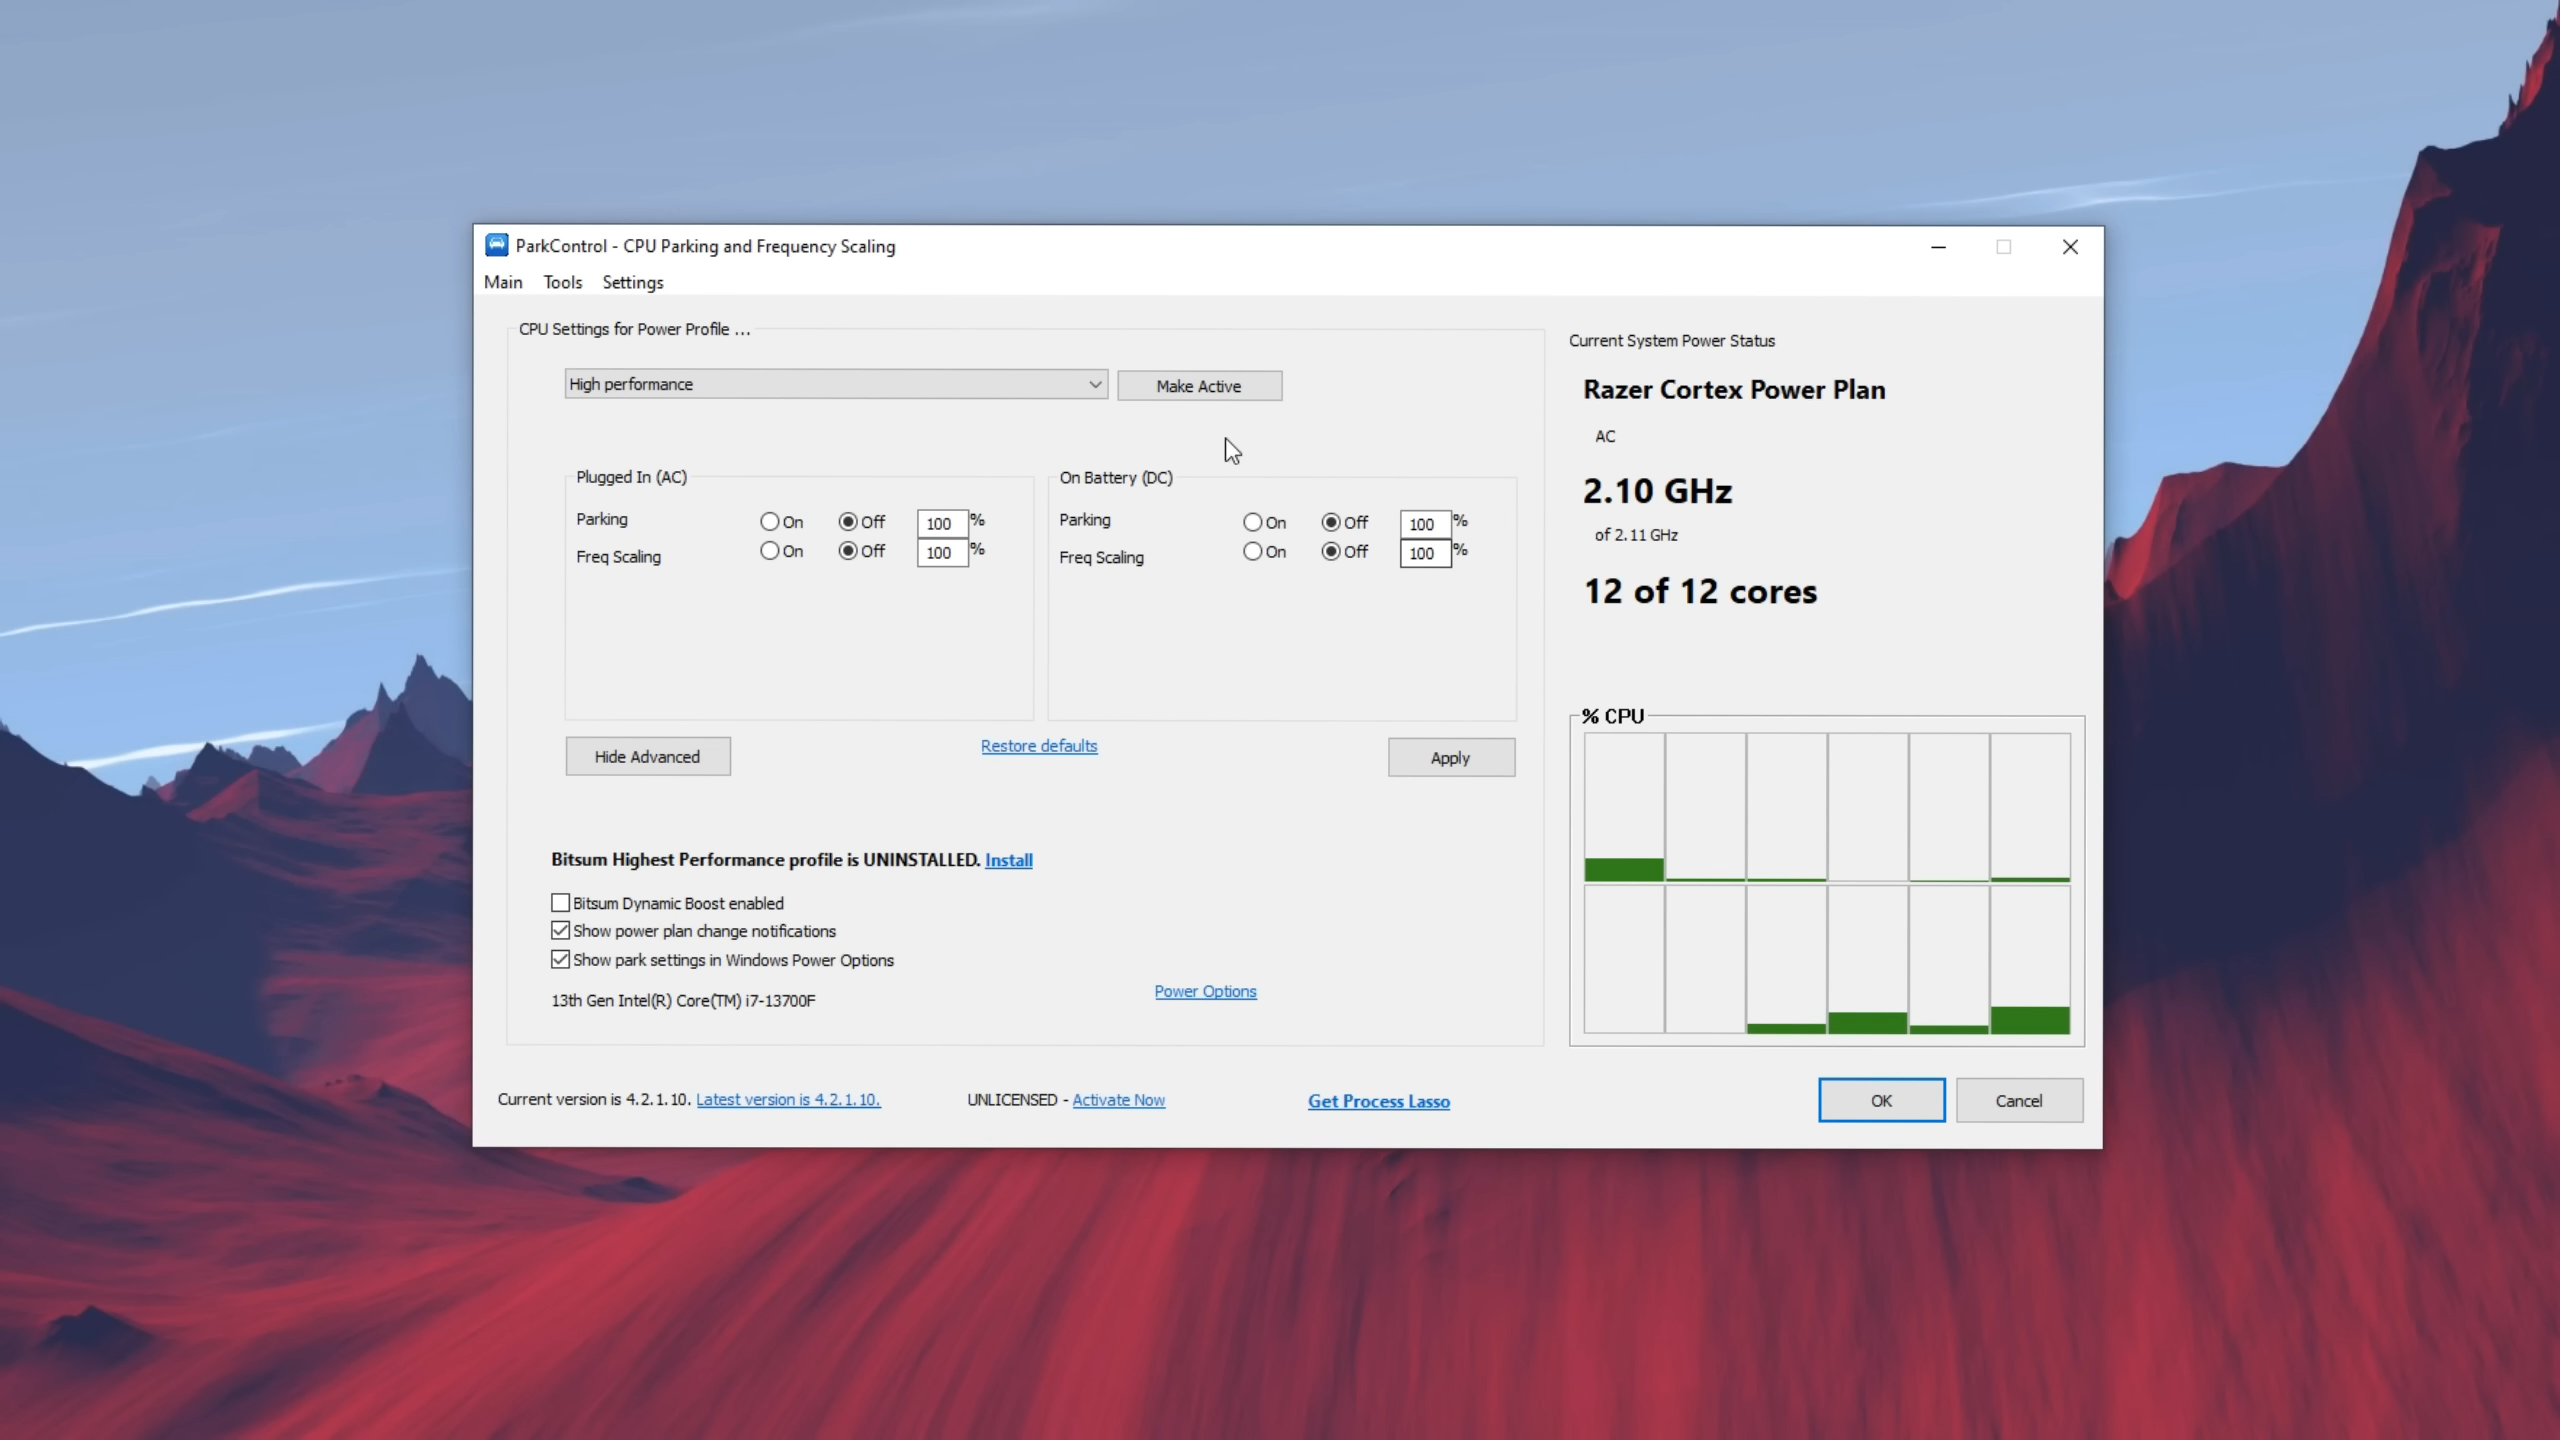 ParkControl - CPU Parking and Frequency Scaling
Main Tools Settings
CPU Settings for Power Profile ...
High performance
Make Active
Plugged In (AC)
Parking On Off 100 %
Freq Scaling On Off 100 %
On Battery (DC)
Parking On Off 100 %
Freq Scaling On Off 100 %
Hide Advanced
Restore defaults
Apply
Bitsum Highest Performance profile is UNINSTALLED. Install
Bitsum Dynamic Boost enabled
Show power plan change notifications
Show park settings in Windows Power Options
13th Gen Intel(R) Core(TM) i7-13700F
Power Options
Current System Power Status
Razer Cortex Power Plan
AC
2.10 GHz
of 2.11 GHz
12 of 12 cores
% CPU
Current version is 4.2.1.10. Latest version is 4.2.1.10.
UNLICENSED - Activate Now
Get Process Lasso
OK
Cancel